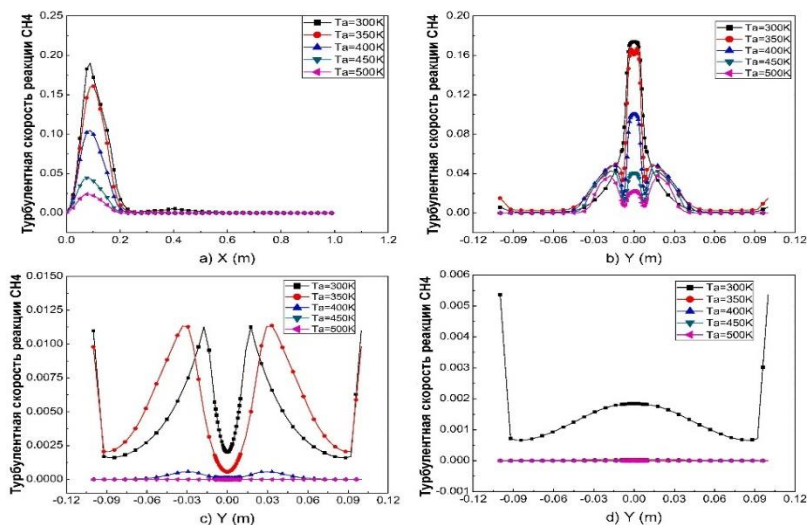 Турбулентная скорость реакции CH4
0.25
0.20
0.15
0.10
0.05
0.00
Ta=300K
Ta=350K
Ta=400K
Ta=450K
Ta=500K
0.0 0.2 0.4 0.6 0.8 1.0 1.2
a) X (m)
Турбулентная скорость реакции CH4
0.20
0.16
0.12
0.08
0.04
0.00
Ta=300K
Ta=350K
Ta=400K
Ta=450K
Ta=500K
-0.12 -0.09 -0.06 -0.03 0.00 0.03 0.06 0.09 0.12
b) Y (m)
Турбулентная скорость реакции CH4
0.0150
0.0125
0.0100
0.0075
0.0050
0.0025
0.0000
Ta=300K
Ta=350K
Ta=400K
Ta=450K
Ta=500K
-0.12 -0.09 -0.06 -0.03 0.00 0.03 0.06 0.09 0.12
c) Y (m)
Турбулентная скорость реакции CH4
0.006
0.005
0.004
0.003
0.002
0.001
0.000
-0.001
Ta=300K
Ta=350K
Ta=400K
Ta=450K
Ta=500K
-0.12 -0.09 -0.06 -0.03 0.00 0.03 0.06 0.09 0.12
d) Y (m)